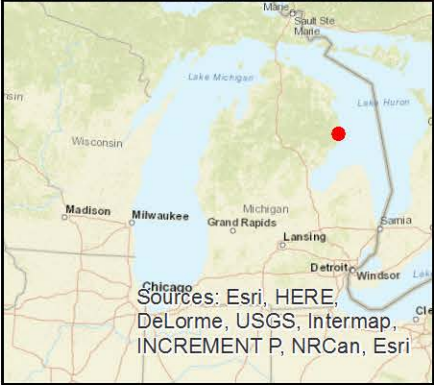 Marie
Sault Ste
Marie
Lake Michigan
Lake Huron
Wisconsin
Madison
Milwaukee
Michigan
Grand Rapids
Lansing
Sarnia
Detroit
Windsor
Chicago
Sources: Esri, HERE,
DeLorme, USGS, Intermap,
INCREMENT P, NRCan, Esri